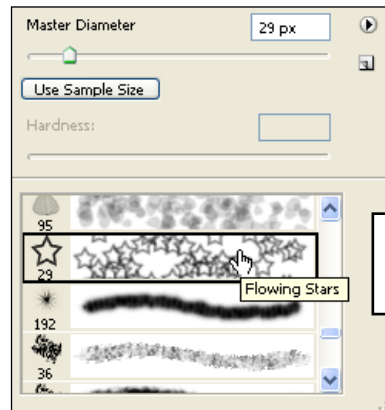 Master Diameter 29 px
Use Sample Size
Hardness:
95
29
Flowing Stars
192
36